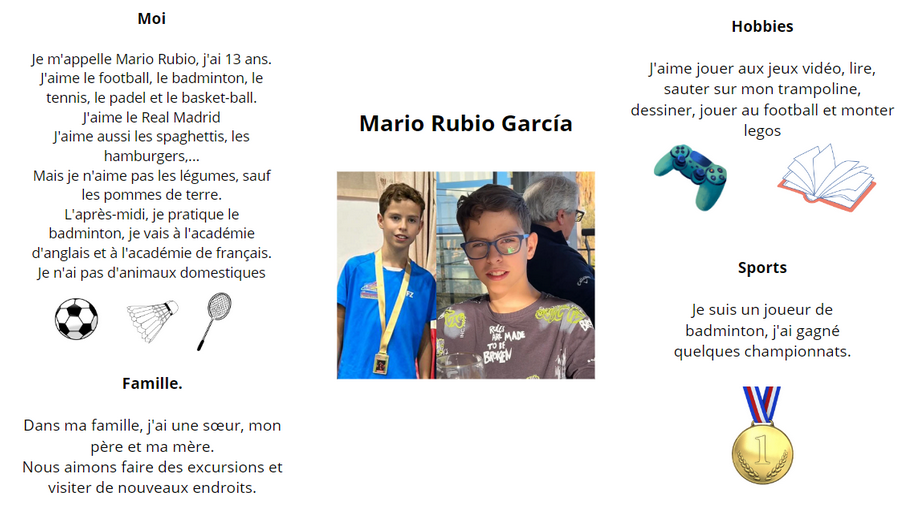 Moi
Je m'appelle Mario Rubio, j'ai 13 ans.
J'aime le football, le badminton, le
tennis, le padel et le basket-ball.
J'aime le Real Madrid
J'aime aussi les spaghettis, les
hamburgers,...
Mais je n'aime pas les légumes, sauf
les pommes de terre.
L'après-midi, je pratique le
badminton, je vais à l'académie
d'anglais et à l'académie de français.
Je n'ai pas d'animaux domestiques
Famille.
Dans ma famille, j'ai une sœur, mon
père et ma mère.
Nous aimons faire des excursions et
visiter de nouveaux endroits.
Mario Rubio García
RULES
ARE MADE
TO BE
BROKEN
Hobbies
J'aime jouer aux jeux vidéo, lire,
sauter sur mon trampoline,
dessiner, jouer au football et monter
legos
Sports
Je suis un joueur de
badminton, j'ai gagné
quelques championnats.
1